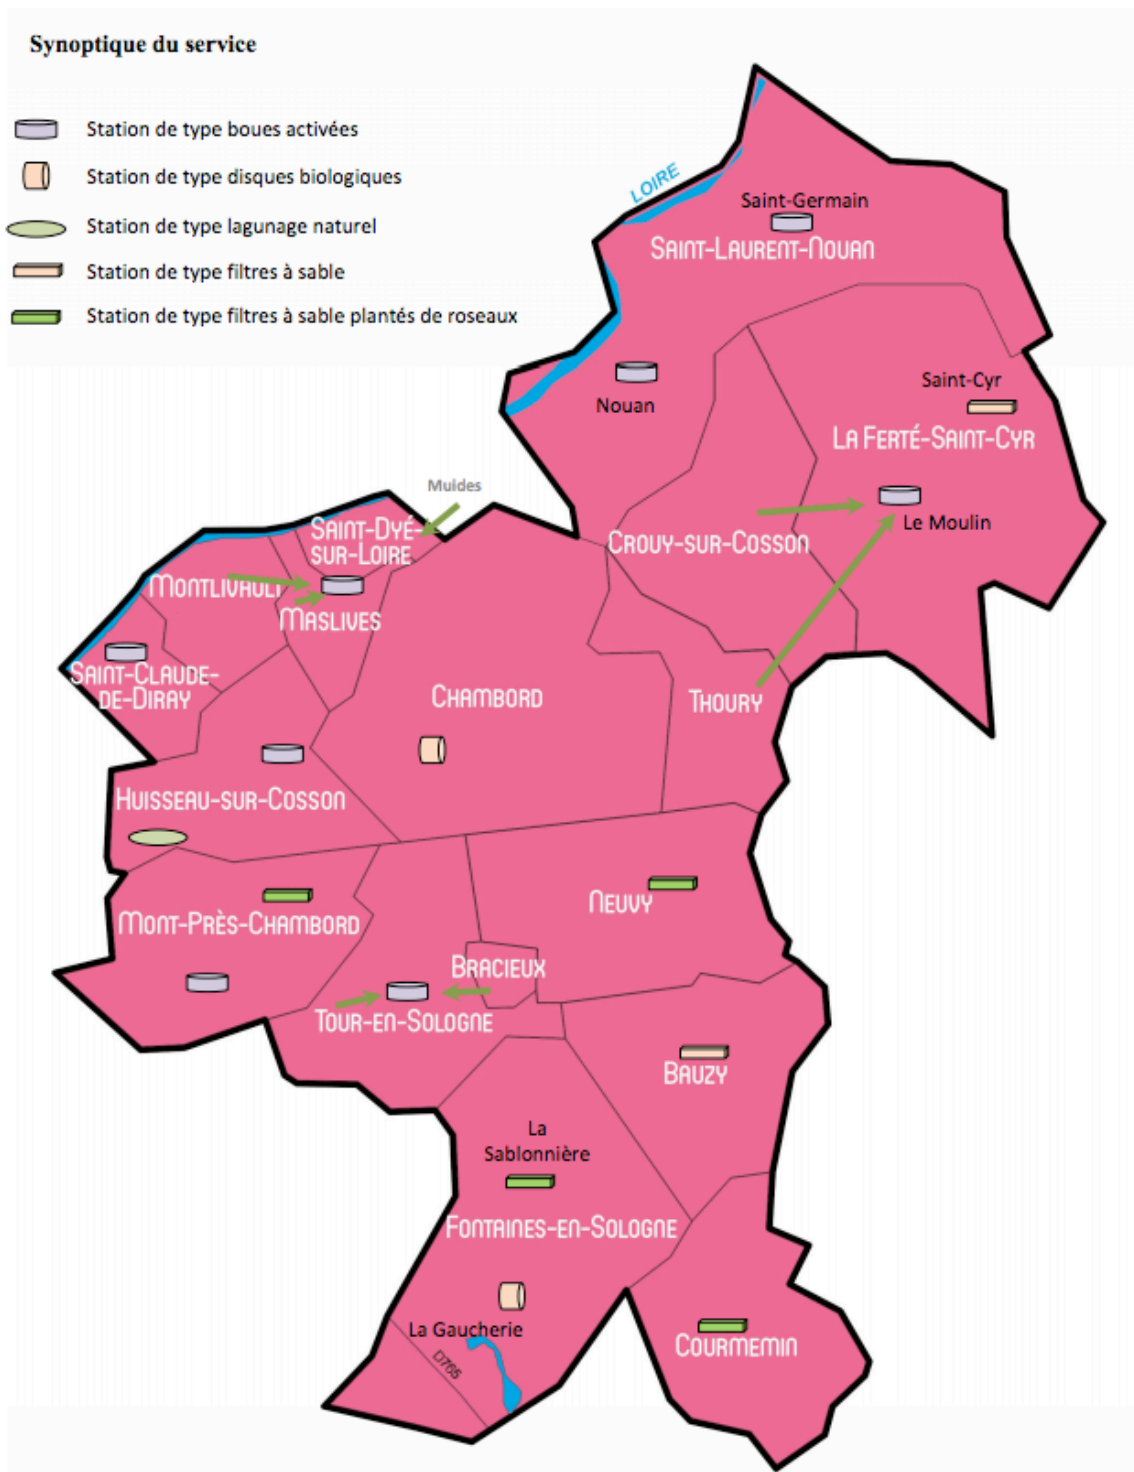 Synoptique du service
Station de type boues activées
Station de type disques biologiques
Station de type lagunage naturel
Station de type filtres à sable
Station de type filtres à sable plantés de roseaux
LOIRE
Saint-Germain
SAINT-LAURENT-NOUAN
Nouan
Saint-Cyr
LA FERTÉ-SAINT-CYR
Le Moulin
Muides
SAINT-DYÉ-
SUR-LOIRE
CROUY-SUR-COSSON
MONTLIVAULT
MASLIVES
SAINT-CLAUDE-
DE-DIRAY
CHAMBORD
THOURY
HUISSEAU-SUR-COSSON
NEUVY
MONT-PRÈS-CHAMBORD
BRACIEUX
TOUR-EN-SOLOGNE
BAUZY
La
Sablonnière
FONTAINES-EN-SOLOGNE
La Gaucherie
D765
COURMEMIN